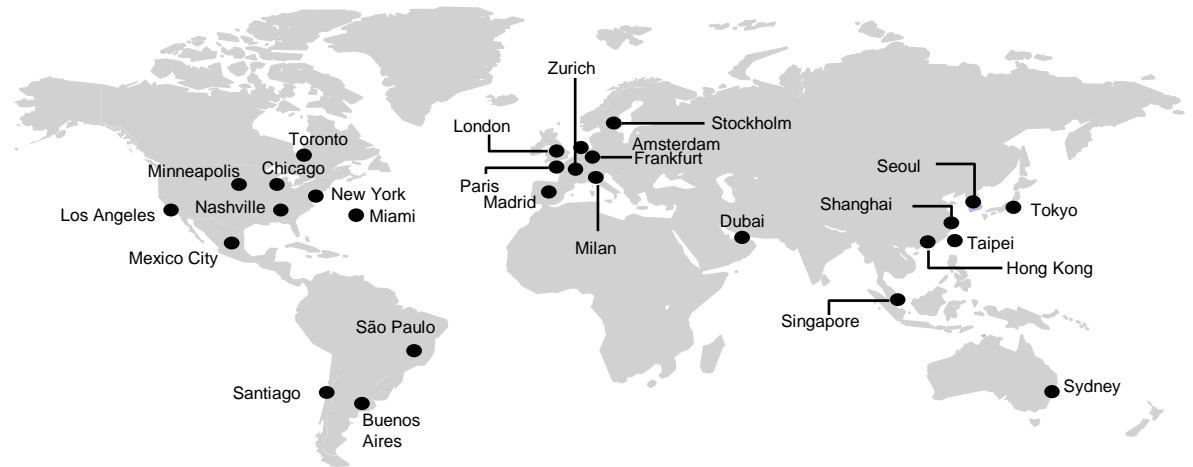 Zurich
London
Stockholm
Toronto
Amsterdam
Frankfurt
Minneapolis
Chicago
Seoul
Paris
Madrid
New York
Los Angeles
Nashville
Miami
Shanghai
Tokyo
Dubai
Mexico City
Milan
Taipei
Hong Kong
Singapore
São Paulo
Santiago
Sydney
Buenos
Aires